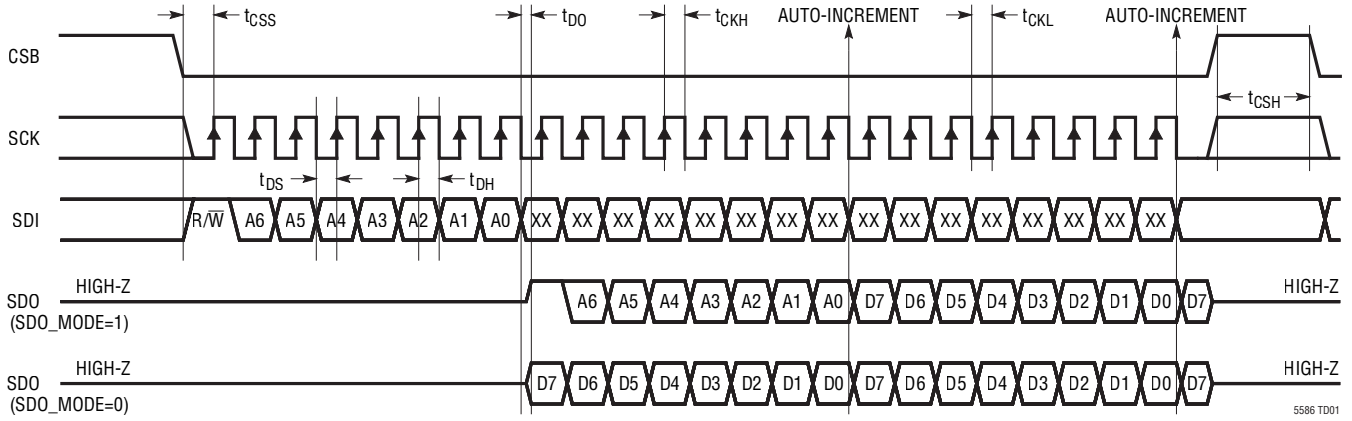 tCSS tDO tCKH AUTO-INCREMENT tCKL AUTO-INCREMENT
CSB
tCSH
SCK
tDS tDH
SDI R/W̅ A6 A5 A4 A3 A2 A1 A0 XX XX XX XX XX XX XX XX XX XX XX XX XX XX XX XX
HIGH-Z HIGH-Z
SDO A6 A5 A4 A3 A2 A1 A0 D7 D6 D5 D4 D3 D2 D1 D0 D7
(SDO_MODE=1)
HIGH-Z HIGH-Z
SDO D7 D6 D5 D4 D3 D2 D1 D0 D7 D6 D5 D4 D3 D2 D1 D0 D7
(SDO_MODE=0)
5586 TD01